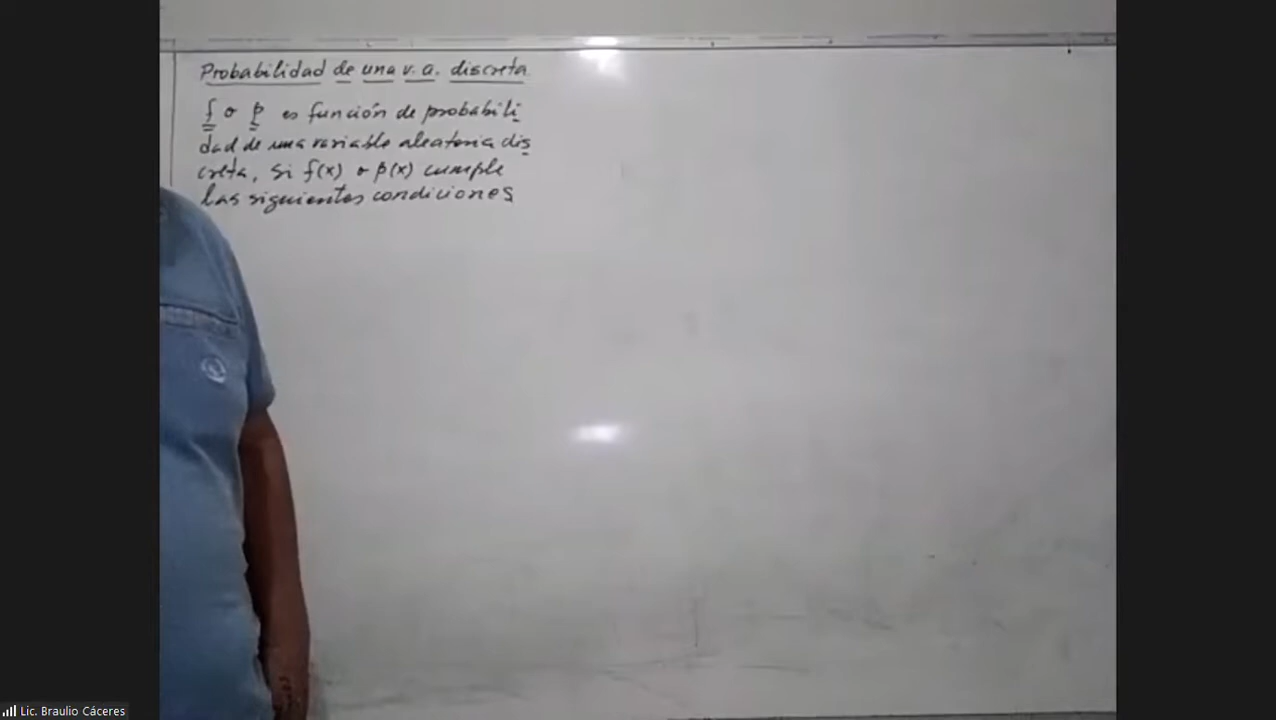 Probabilidad de una v.a. discreta
f o p es función de probabili
dad de una variable aleatoria dis
creta, si f(x) o p(x) cumple
las siguientes condiciones
Lic. Braulio Cáceres